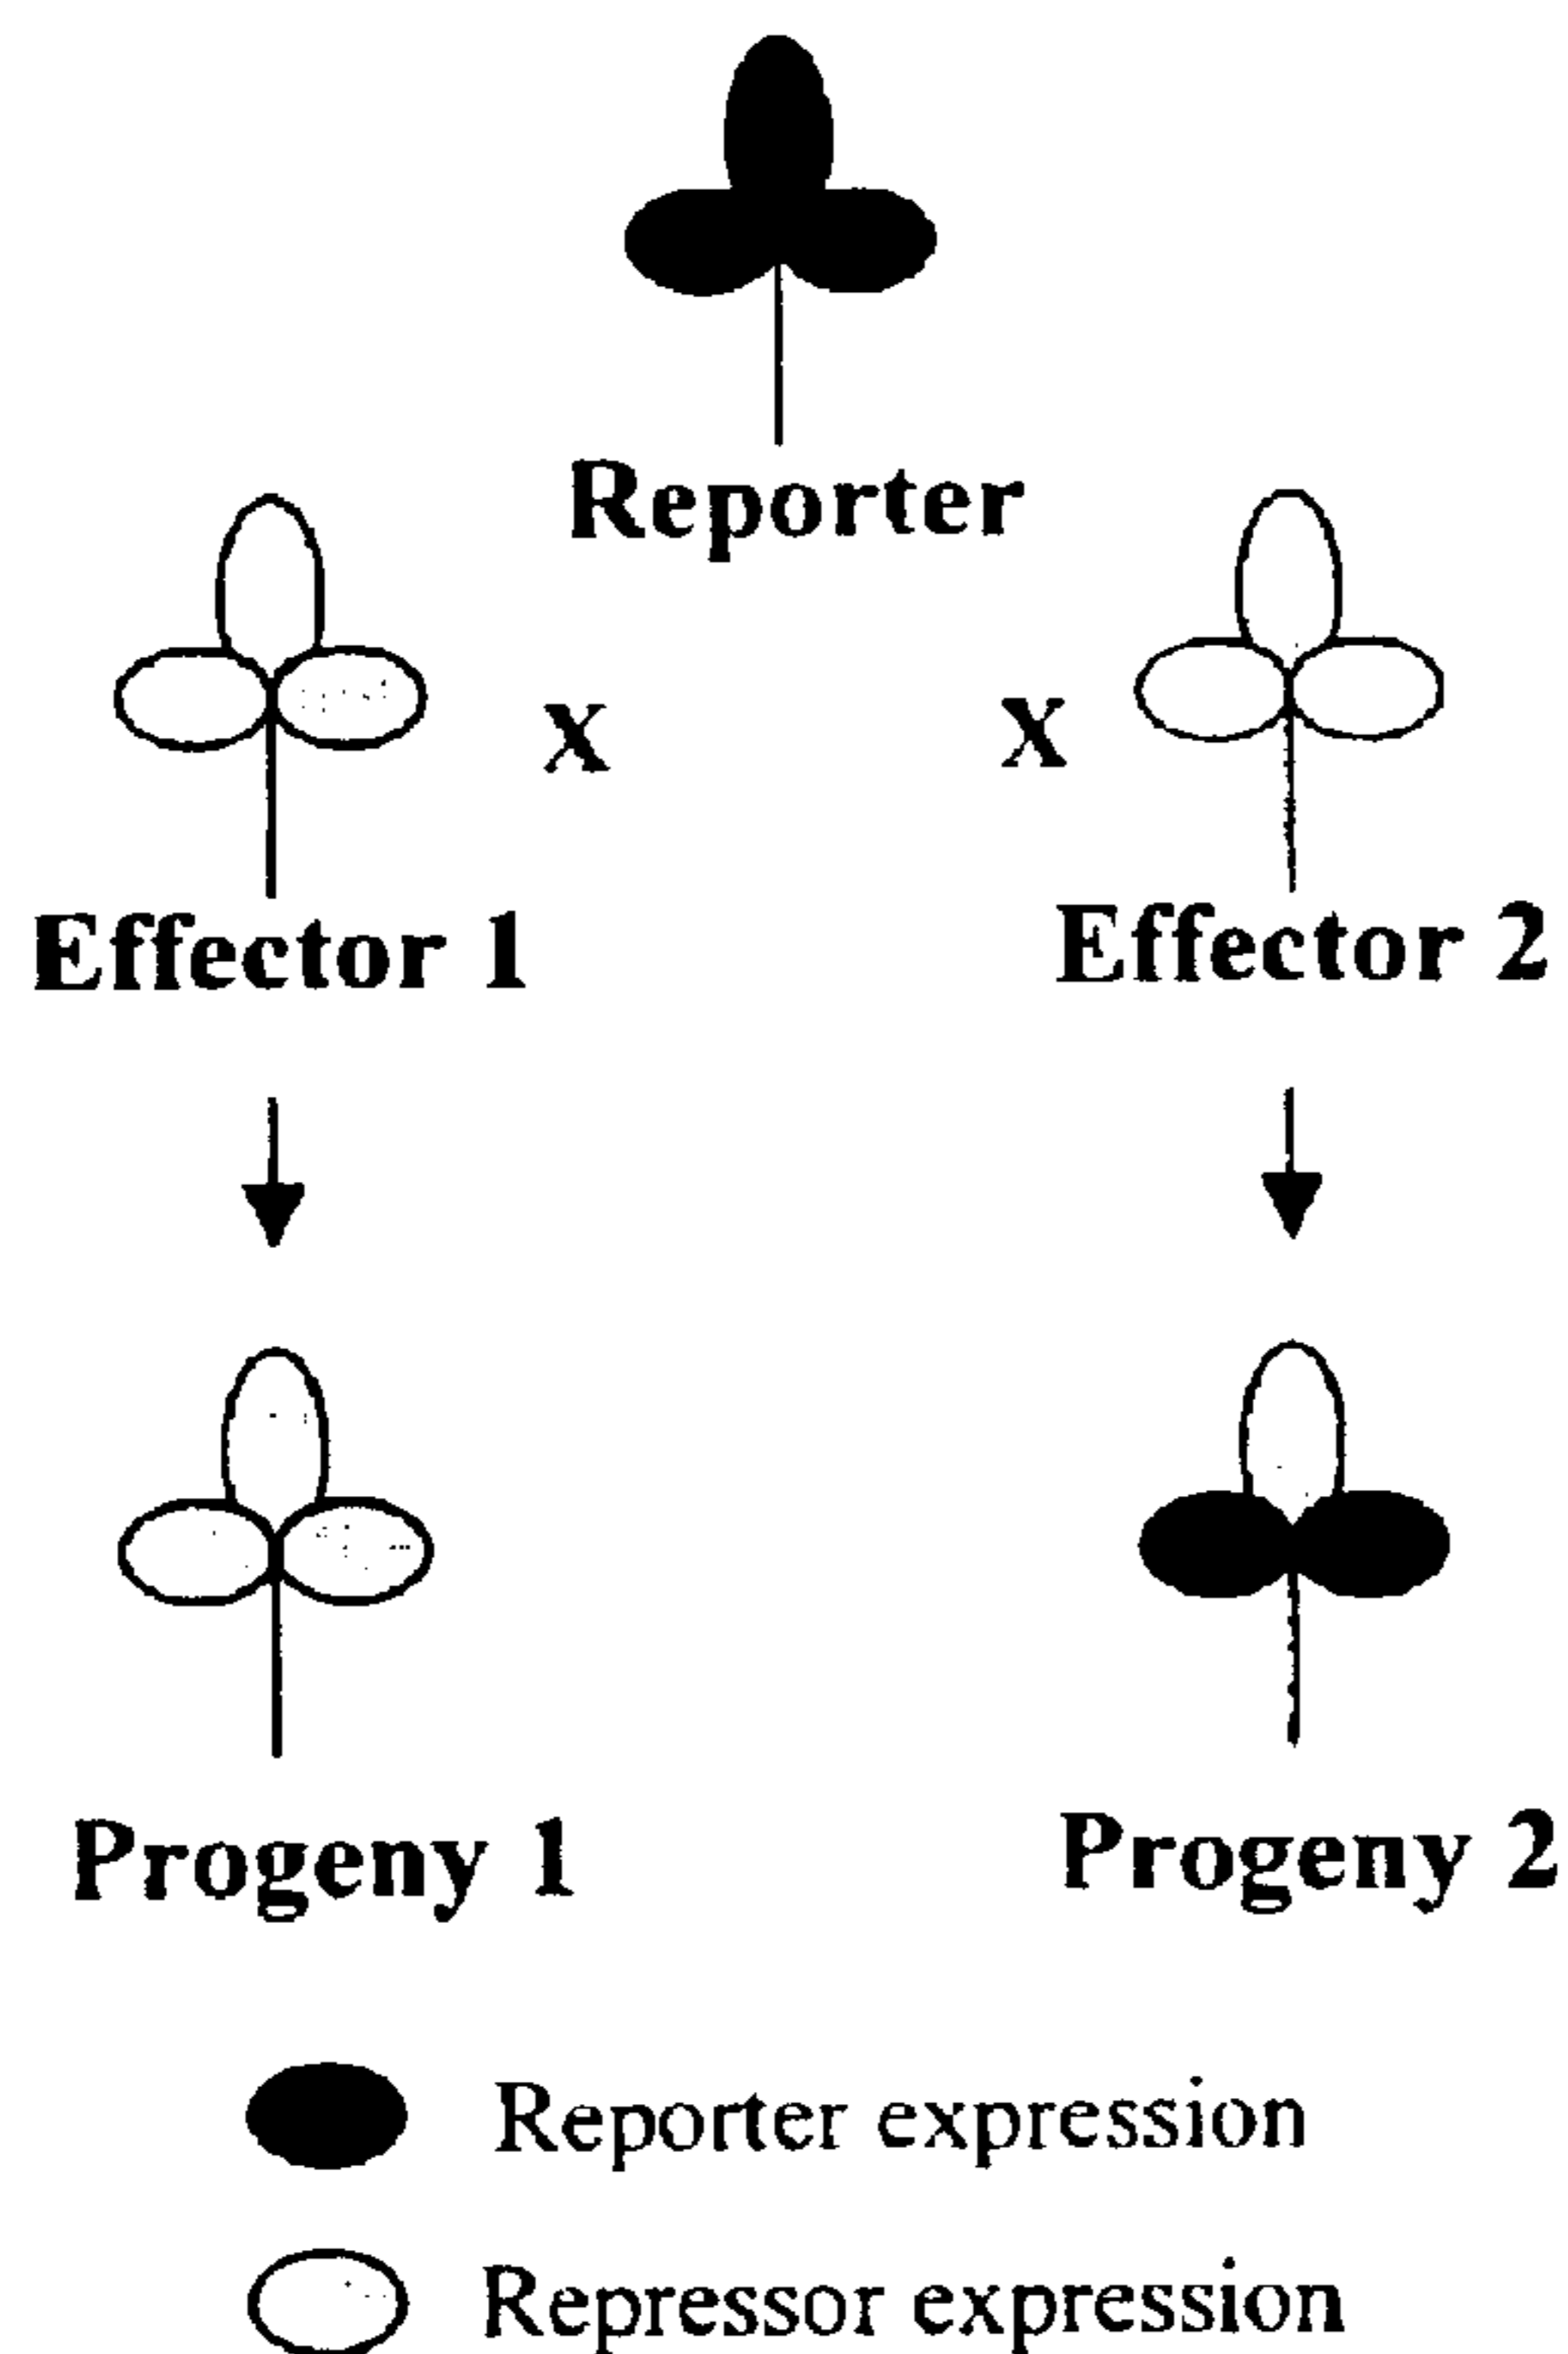 Reporter
x
x
Effector 1
Effector 2
Progeny 1
Progeny 2
Reporter expression
Repressor expression